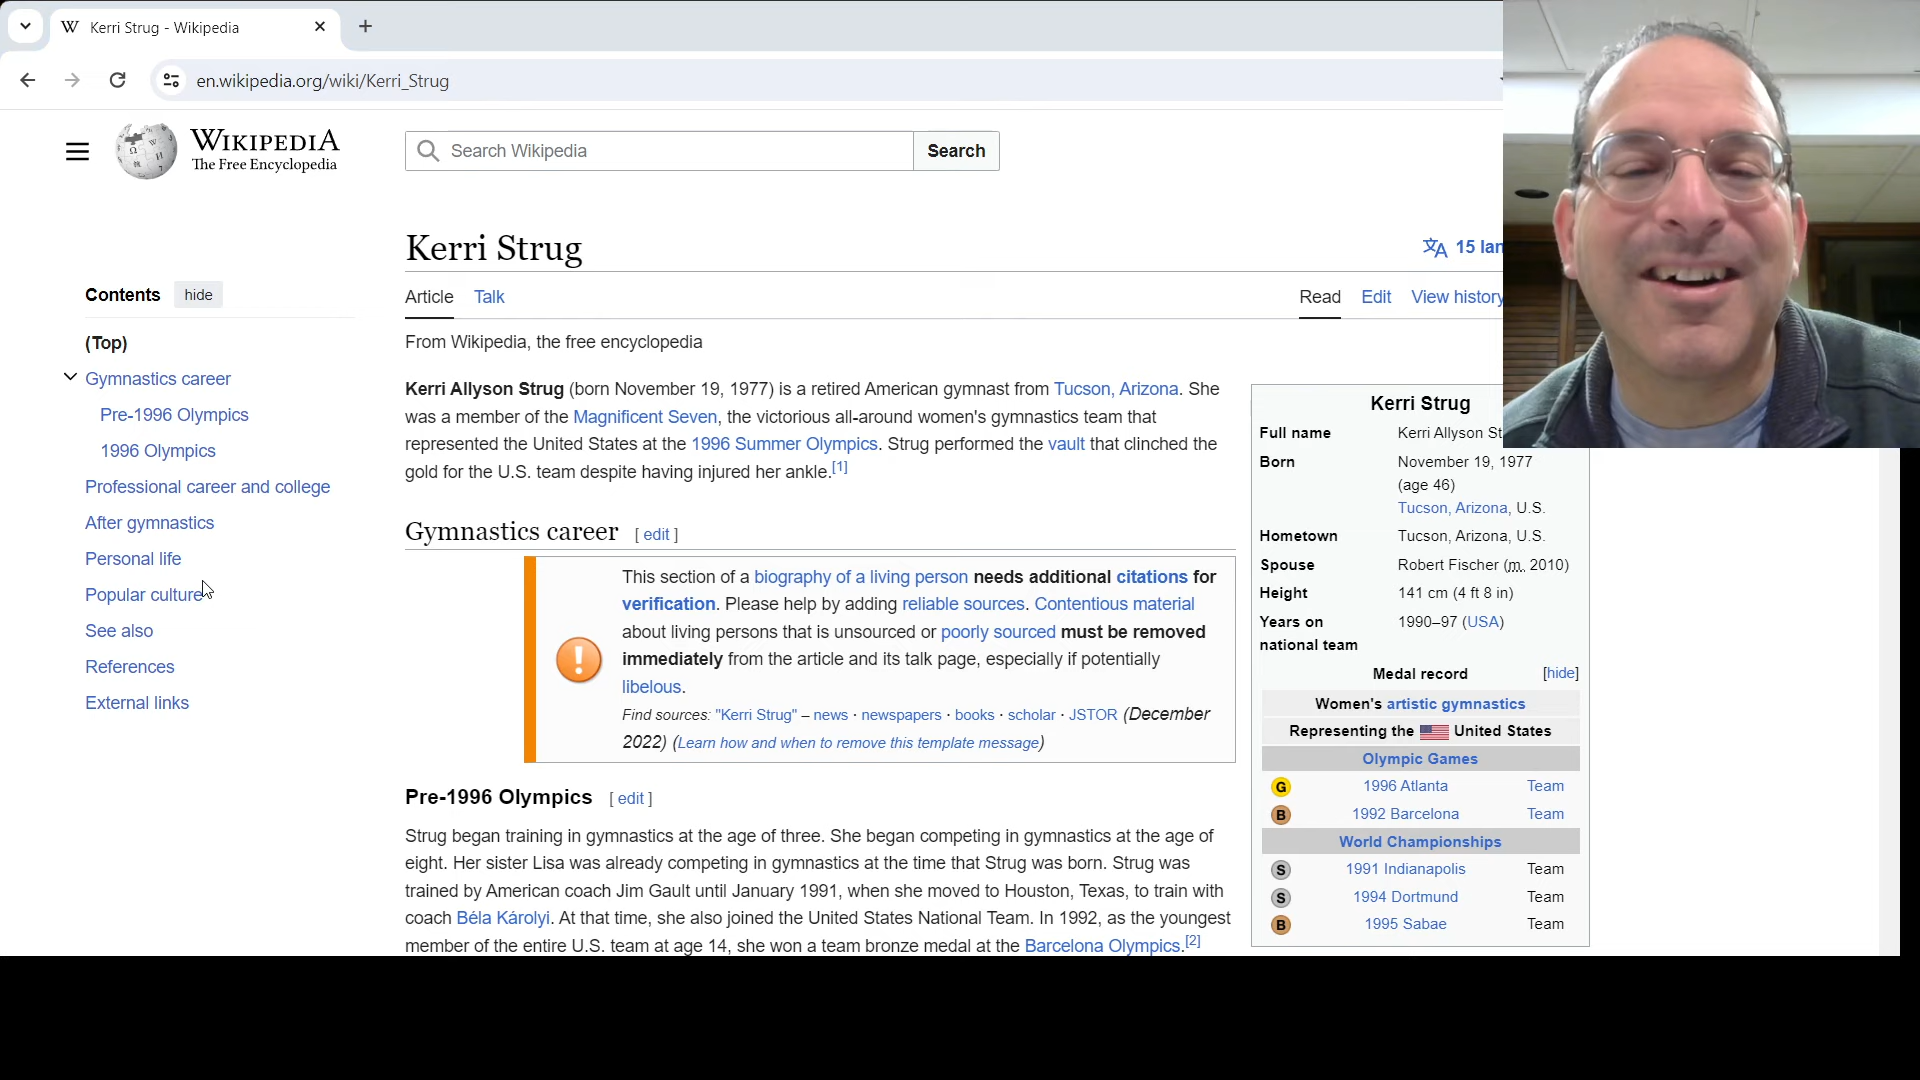 Kerri Strug - Wikipedia
en.wikipedia.org/wiki/Kerri_Strug
WIKIPEDIA
The Free Encyclopedia
Search Wikipedia
Search
Kerri Strug
15 lan
Contents hide
(Top)
Gymnastics career
Pre-1996 Olympics
1996 Olympics
Professional career and college
After gymnastics
Personal life
Popular culture
See also
References
External links
Article Talk
Read Edit View history
From Wikipedia, the free encyclopedia
Kerri Allyson Strug (born November 19, 1977) is a retired American gymnast from Tucson, Arizona. She
was a member of the Magnificent Seven, the victorious all-around women's gymnastics team that
represented the United States at the 1996 Summer Olympics. Strug performed the vault that clinched the
gold for the U.S. team despite having injured her ankle.[1]
Gymnastics career [ edit ]
This section of a biography of a living person needs additional citations for
verification. Please help by adding reliable sources. Contentious material
about living persons that is unsourced or poorly sourced must be removed
immediately from the article and its talk page, especially if potentially
libelous.
Find sources: "Kerri Strug" – news · newspapers · books · scholar · JSTOR (December
2022) (Learn how and when to remove this template message)
Pre-1996 Olympics [ edit ]
Strug began training in gymnastics at the age of three. She began competing in gymnastics at the age of
eight. Her sister Lisa was already competing in gymnastics at the time that Strug was born. Strug was
trained by American coach Jim Gault until January 1991, when she moved to Houston, Texas, to train with
coach Béla Károlyi. At that time, she also joined the United States National Team. In 1992, as the youngest
member of the entire U.S. team at age 14, she won a team bronze medal at the Barcelona Olympics.[2]
Kerri Strug
Full name Kerri Allyson St
Born November 19, 1977
(age 46)
Tucson, Arizona, U.S.
Hometown Tucson, Arizona, U.S.
Spouse Robert Fischer (m. 2010)
Height 141 cm (4 ft 8 in)
Years on 1990–97 (USA)
national team
Medal record [hide]
Women's artistic gymnastics
Representing the United States
Olympic Games
G 1996 Atlanta Team
B 1992 Barcelona Team
World Championships
S 1991 Indianapolis Team
S 1994 Dortmund Team
B 1995 Sabae Team